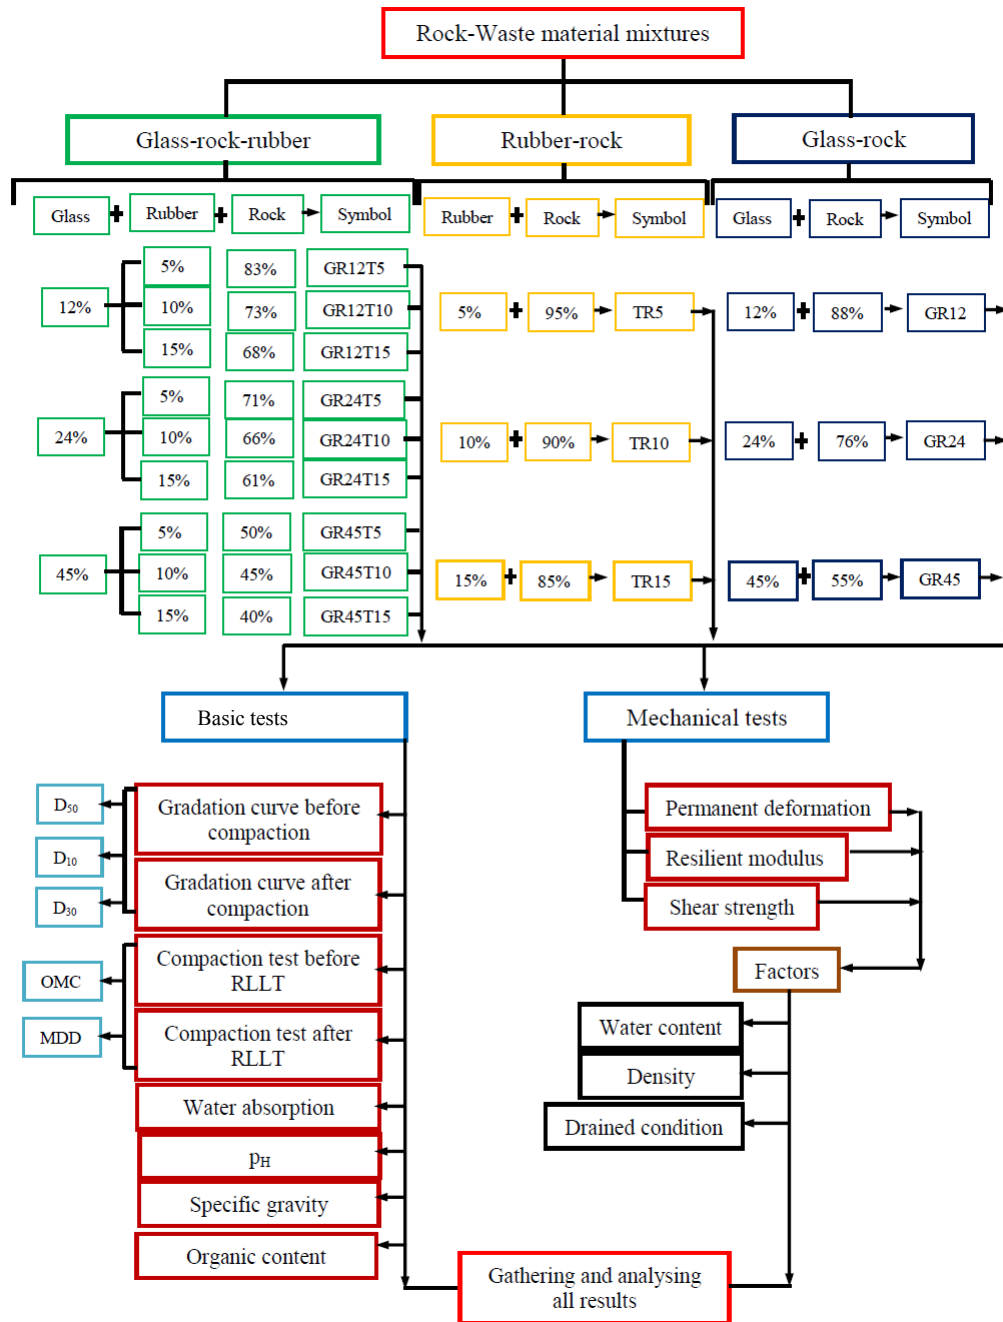 Rock-Waste material mixtures
Glass-rock-rubber
Rubber-rock
Glass-rock
Glass + Rubber + Rock Symbol
Rubber + Rock Symbol
Glass + Rock Symbol
12%
5% 83% GR12T5
10% 73% GR12T10
15% 68% GR12T15
24%
5% 71% GR24T5
10% 66% GR24T10
15% 61% GR24T15
45%
5% 50% GR45T5
10% 45% GR45T10
15% 40% GR45T15
5% + 95% TR5
10% + 90% TR10
15% + 85% TR15
12% + 88% GR12
24% + 76% GR24
45% + 55% GR45
Basic tests
Mechanical tests
D50
D10
D30
Gradation curve before
compaction
Gradation curve after
compaction
OMC
MDD
Compaction test before
RLLT
Compaction test after
RLLT
Water absorption
pH
Specific gravity
Organic content
Permanent deformation
Resilient modulus
Shear strength
Factors
Water content
Density
Drained condition
Gathering and analysing
all results